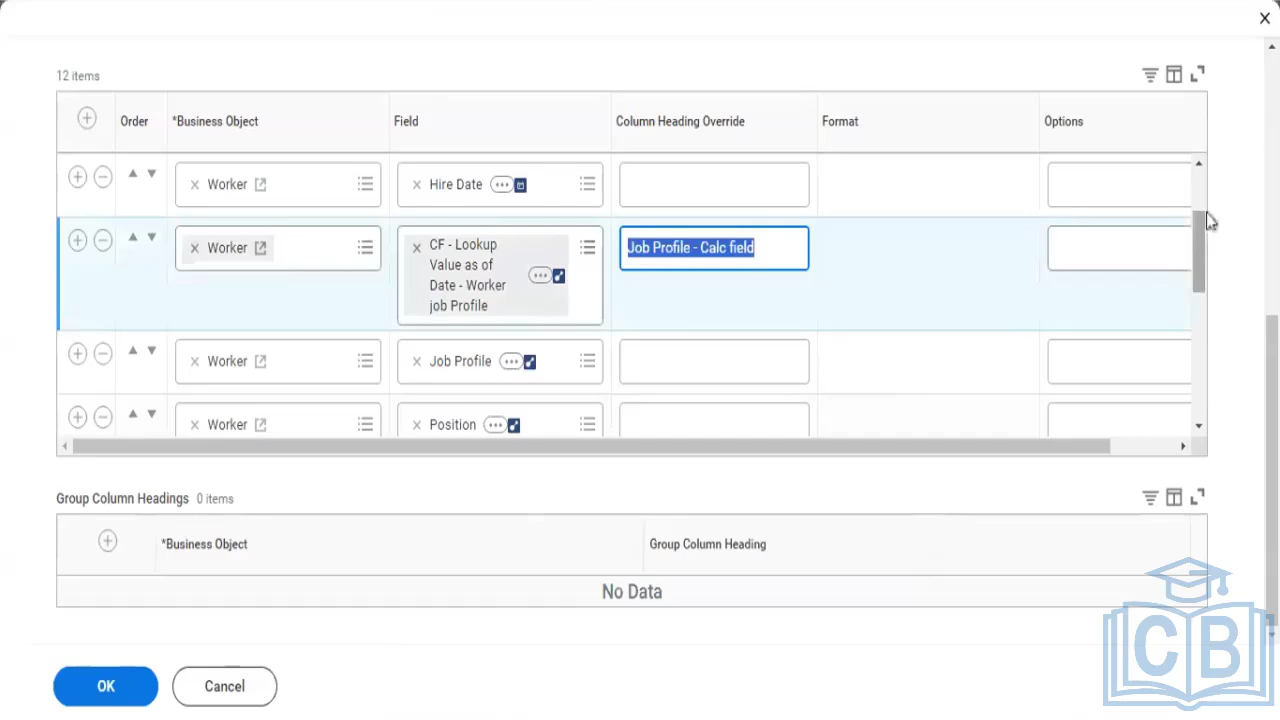 12 items
Order *Business Object Field Column Heading Override Format Options
Worker Hire Date
Worker CF - Lookup Value as of Date - Worker job Profile Job Profile - Calc field
Worker Job Profile
Worker Position
Group Column Headings 0 items
*Business Object Group Column Heading
No Data
OK Cancel
CB